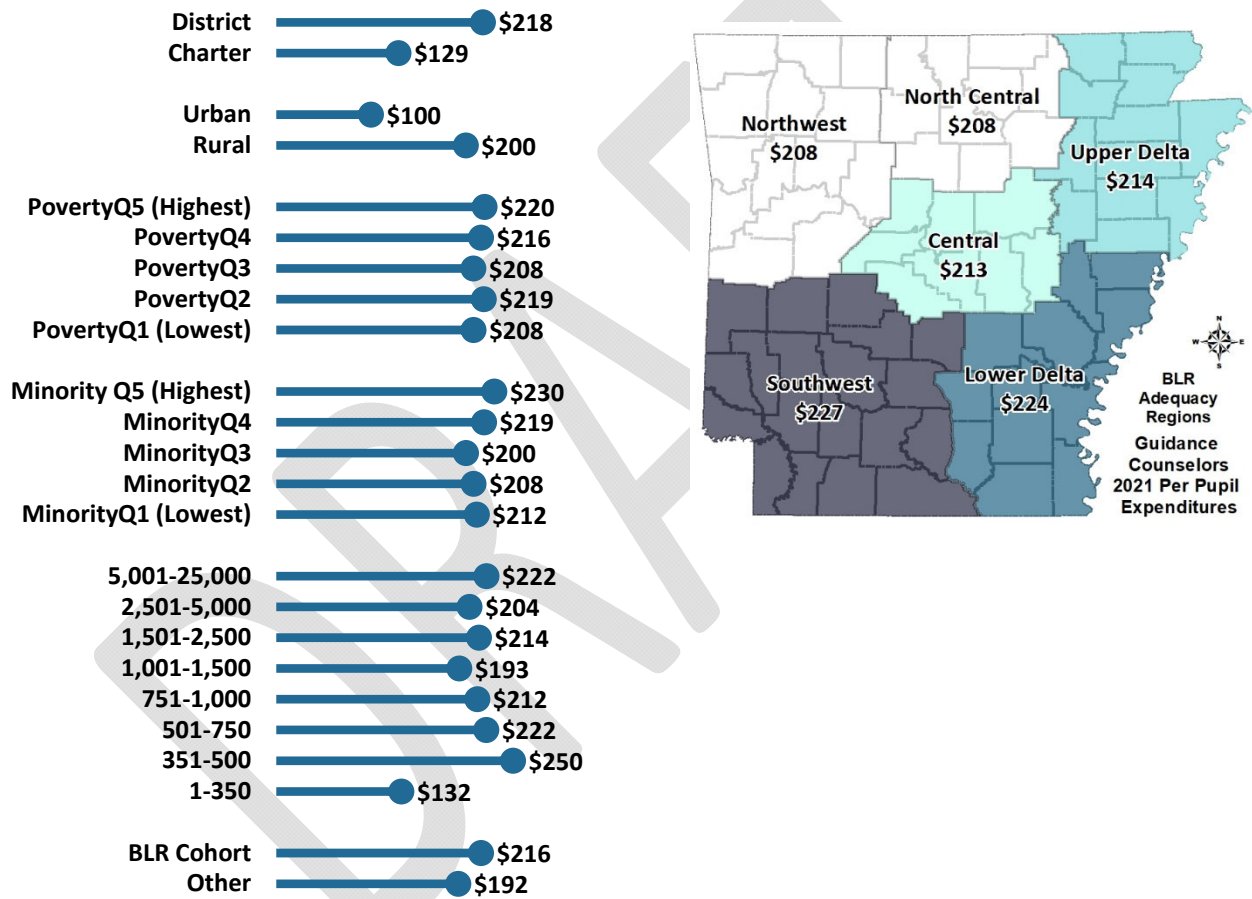 District $218
Charter $129
Urban $100
Rural $200
PovertyQ5 (Highest) $220
PovertyQ4 $216
PovertyQ3 $208
PovertyQ2 $219
PovertyQ1 (Lowest) $208
Minority Q5 (Highest) $230
MinorityQ4 $219
MinorityQ3 $200
MinorityQ2 $208
MinorityQ1 (Lowest) $212
5,001-25,000 $222
2,501-5,000 $204
1,501-2,500 $214
1,001-1,500 $193
751-1,000 $212
501-750 $222
351-500 $250
1-350 $132
BLR Cohort $216
Other $192
Northwest
$208
North Central
$208
Upper Delta
$214
Central
$213
Southwest
$227
Lower Delta
$224
N
W E
S
BLR
Adequacy
Regions
Guidance
Counselors
2021 Per Pupil
Expenditures
DRA